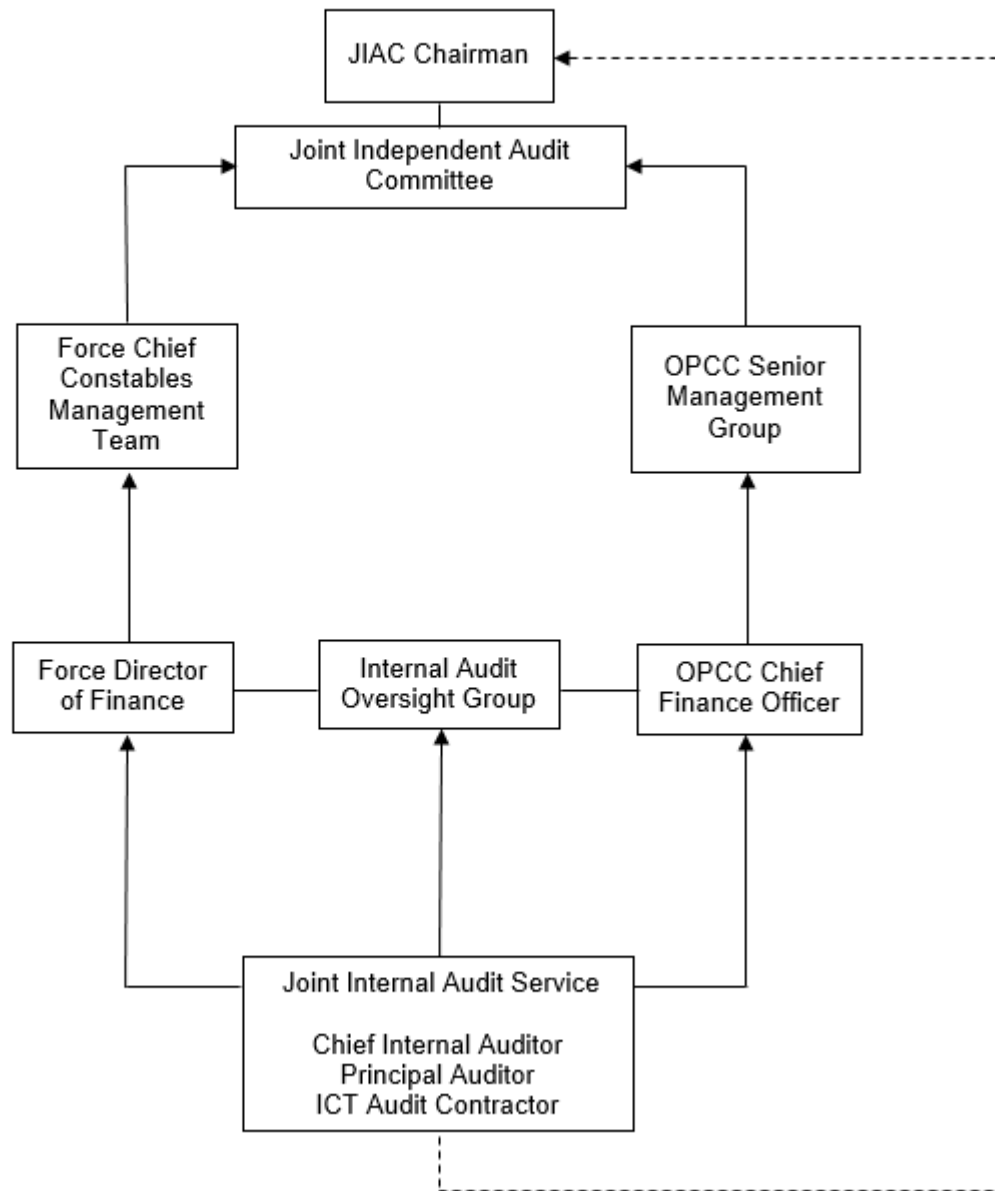 JIAC Chairman
Joint Independent Audit
Committee
Force Chief
Constables
Management
Team
OPCC Senior
Management
Group
Force Director
of Finance
Internal Audit
Oversight Group
OPCC Chief
Finance Officer
Joint Internal Audit Service
Chief Internal Auditor
Principal Auditor
ICT Audit Contractor